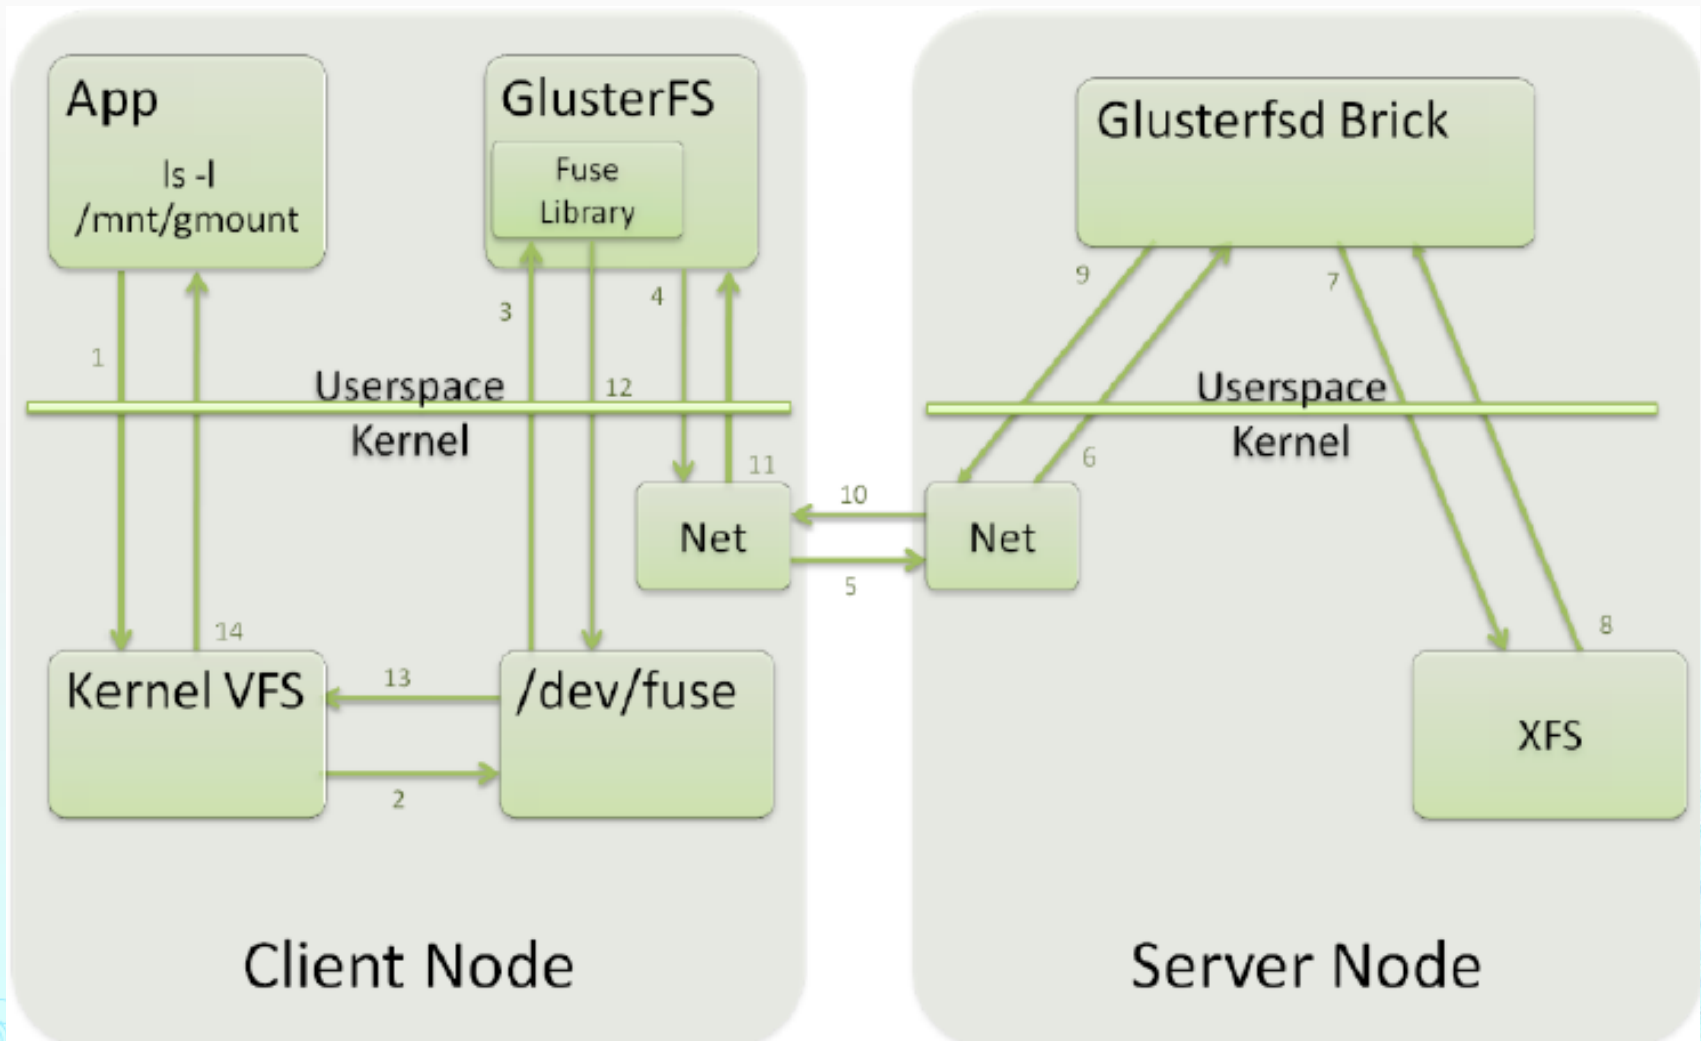 App
ls -l
/mnt/gmount
GlusterFS
Fuse
Library
Glusterfsd Brick
1
3
12
4
9
7
Userspace
Kernel
Userspace
Kernel
11
6
10
Net
Net
5
14
8
Kernel VFS
13
/dev/fuse
2
XFS
Client Node
Server Node